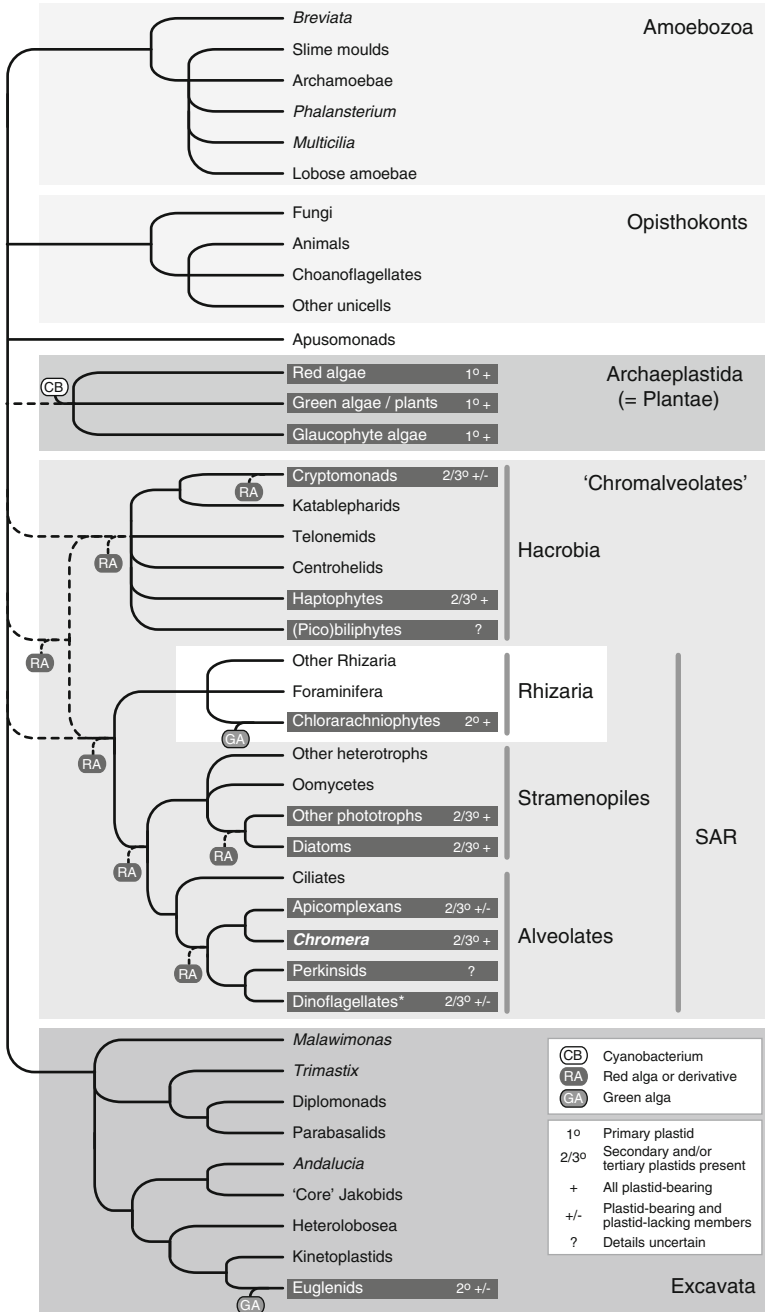 Breviata
Amoebozoa
Slime moulds
Archamoebae
Phalansterium
Multicilia
Lobose amoebae
Fungi
Opisthokonts
Animals
Choanoflagellates
Other unicells
Apusomonads
CB
Red algae 1º +
Archaeplastida
(= Plantae)
Green algae / plants 1º +
Glaucophyte algae 1º +
Cryptomonads 2/3º +/-
'Chromalveolates'
RA
Katablepharids
Telonemids
Hacrobia
RA
Centrohelids
Haptophytes 2/3º +
(Pico)biliphytes ?
RA
Other Rhizaria
Foraminifera
Rhizaria
Chlorarachniophytes 2º +
GA
RA
Other heterotrophs
Oomycetes
Stramenopiles
Other phototrophs 2/3º +
SAR
Diatoms 2/3º +
RA
RA
Ciliates
Apicomplexans 2/3º +/-
Chromera 2/3º +
Alveolates
RA
Perkinsids ?
Dinoflagellates* 2/3º +/-
Malawimonas
Trimastix
Diplomonads
Parabasalids
Andalucia
'Core' Jakobids
Heterolobosea
Kinetoplastids
Euglenids 2º +/-
GA
CB Cyanobacterium
RA Red alga or derivative
GA Green alga
1º Primary plastid
2/3º Secondary and/or
tertiary plastids present
+ All plastid-bearing
+/- Plastid-bearing and
plastid-lacking members
? Details uncertain
Excavata